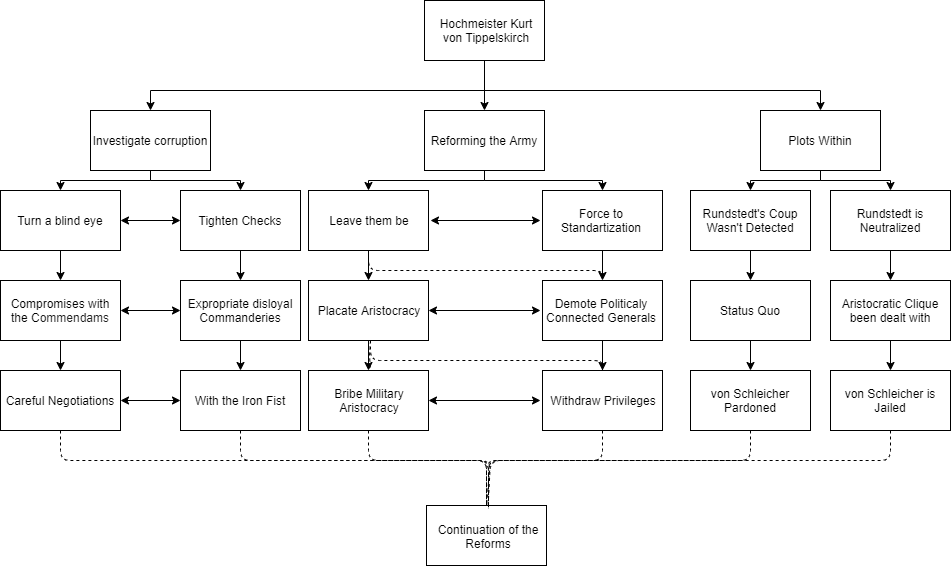 Hochmeister Kurt
von Tippelskirch
Investigate corruption
Reforming the Army
Plots Within
Turn a blind eye
Tighten Checks
Leave them be
Force to
Standartization
Rundstedt's Coup
Wasn't Detected
Rundstedt is
Neutralized
Compromises with
the Commendams
Expropriate disloyal
Commanderies
Placate Aristocracy
Demote Politicaly
Connected Generals
Status Quo
Aristocratic Clique
been dealt with
Careful Negotiations
With the Iron Fist
Bribe Military
Aristocracy
Withdraw Privileges
von Schleicher
Pardoned
von Schleicher is
Jailed
Continuation of the
Reforms